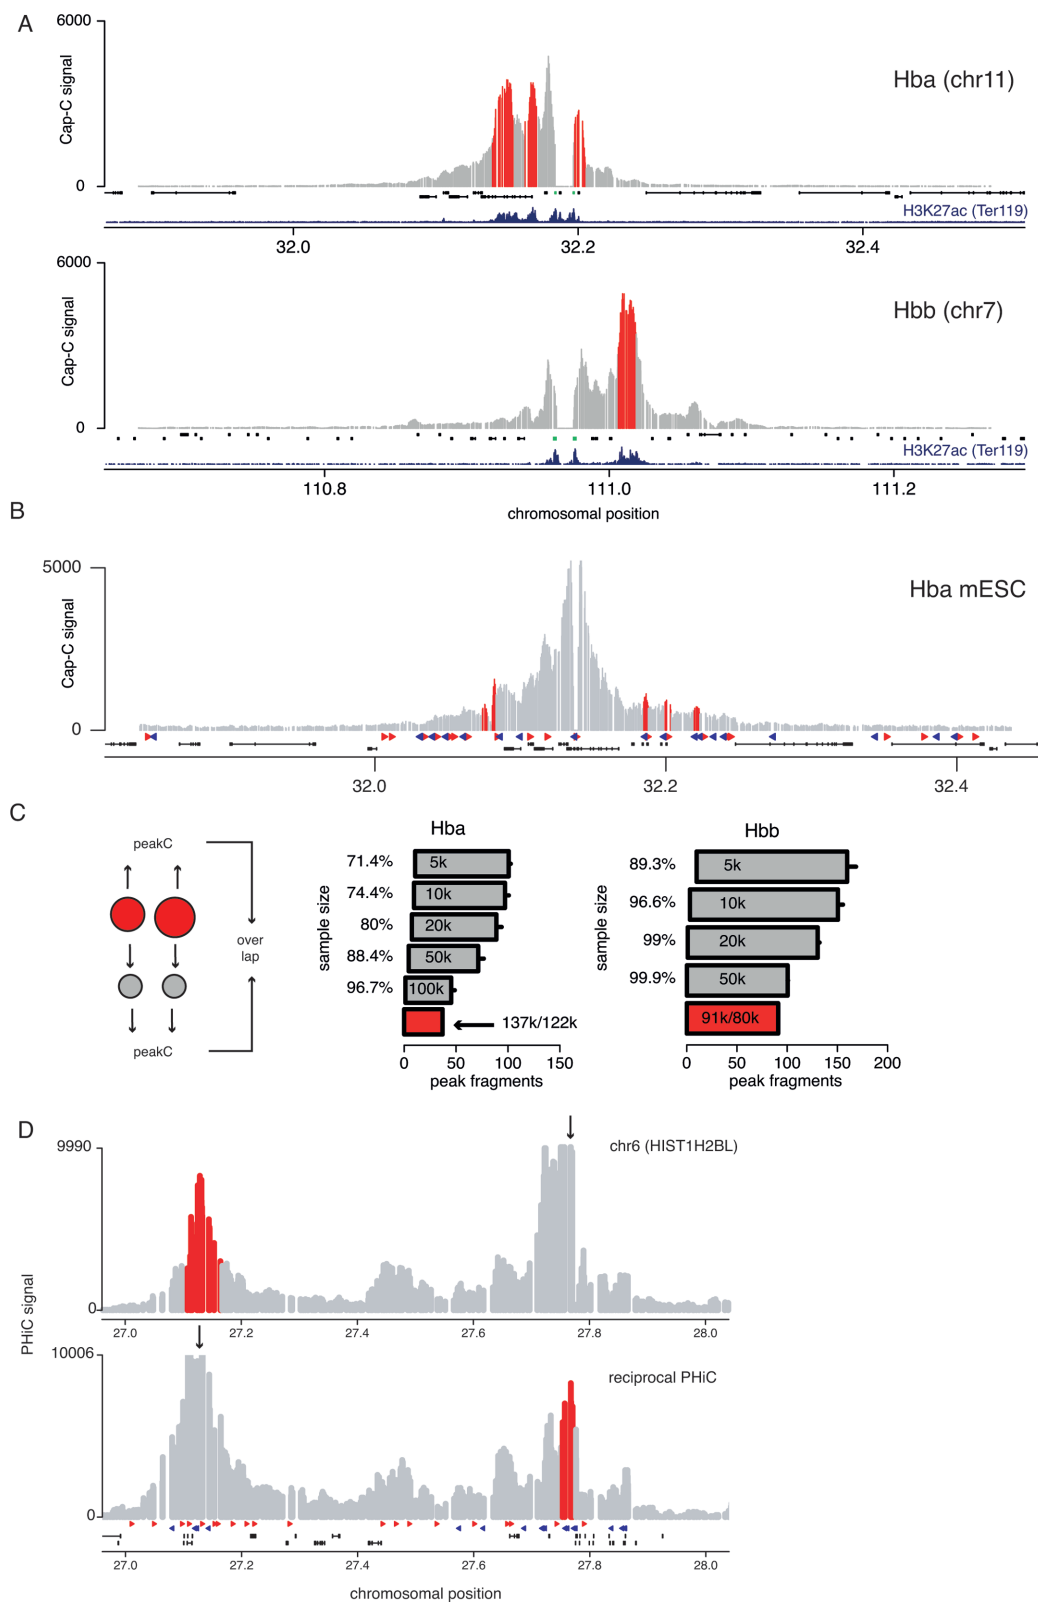 A
6000
Cap-C signal
0
Hba (chr11)
H3K27ac (Ter119)
32.0
32.2
32.4
6000
Cap-C signal
0
Hbb (chr7)
H3K27ac (Ter119)
110.8
111.0
111.2
chromosomal position
B
5000
Cap-C signal
0
Hba mESC
32.0
32.2
32.4
C
peakC
over
lap
peakC
Hba
sample size
71.4%
5k
74.4%
10k
80%
20k
88.4%
50k
96.7%
100k
137k/122k
0
50
100
150
peak fragments
Hbb
sample size
89.3%
5k
96.6%
10k
99%
20k
99.9%
50k
91k/80k
0
50
100
150
200
peak fragments
D
9990
chr6 (HIST1H2BL)
0
27.0
27.2
27.4
27.6
27.8
28.0
PHiC signal
10006
reciprocal PHiC
0
27.0
27.2
27.4
27.6
27.8
28.0
chromosomal position